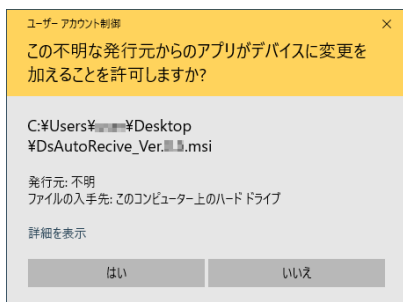 ユーザー アカウント制御
この不明な発行元からのアプリがデバイスに変更を
加えることを許可しますか?
C:¥Users¥ ¥Desktop
¥DsAutoRecive_Ver. .msi
発行元: 不明
ファイルの入手先: このコンピューター上のハード ドライブ
詳細を表示
はい
いいえ